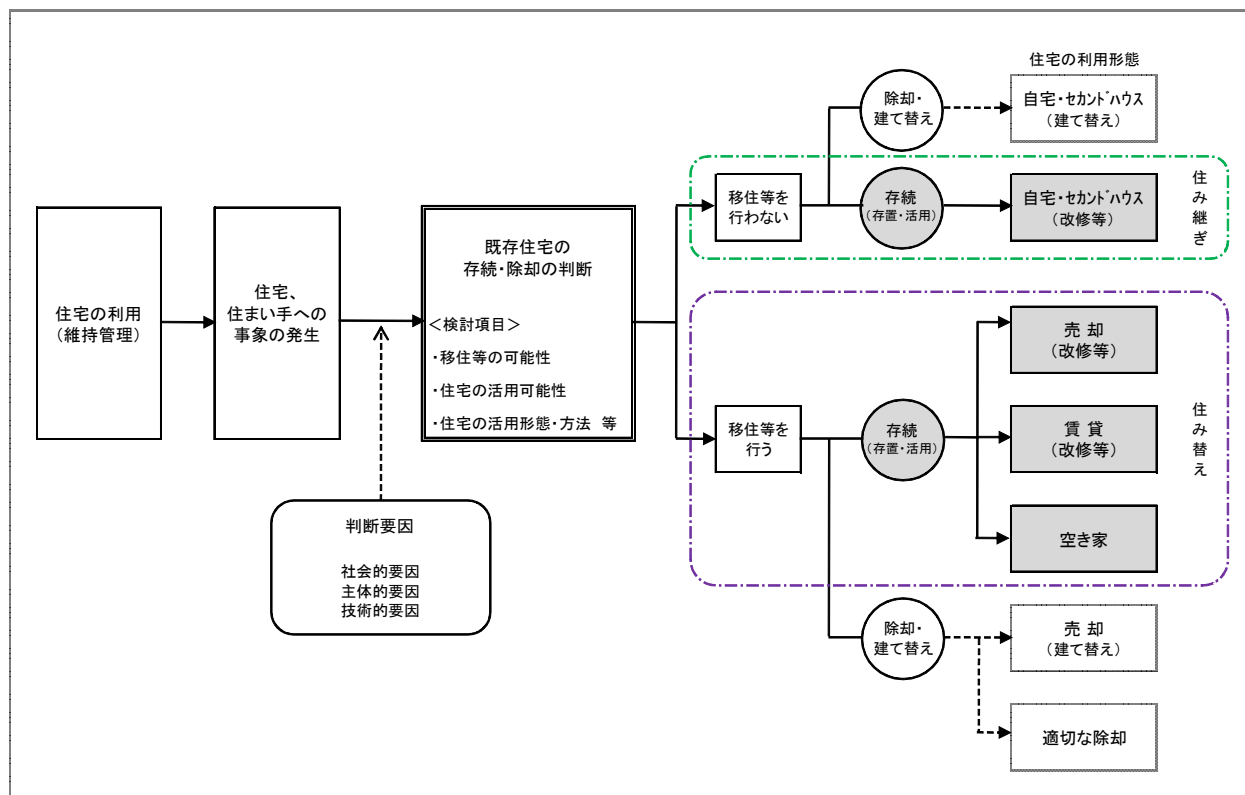 住宅の利用形態
除却・
建て替え
自宅・セカンドハウス
(建て替え)
移住等を
行わない
存続
(存置・活用)
自宅・セカンドハウス
(改修等)
住み継ぎ
住宅の利用
(維持管理)
住宅、
住まい手への
事象の発生
既存住宅の
存続・除却の判断
<検討項目>
・移住等の可能性
・住宅の活用可能性
・住宅の活用形態・方法 等
判断要因
社会的要因
主体的要因
技術的要因
移住等を
行う
存続
(存置・活用)
売 却
(改修等)
賃 貸
(改修等)
空き家
住み替え
除却・
建て替え
売 却
(建て替え)
適切な除却